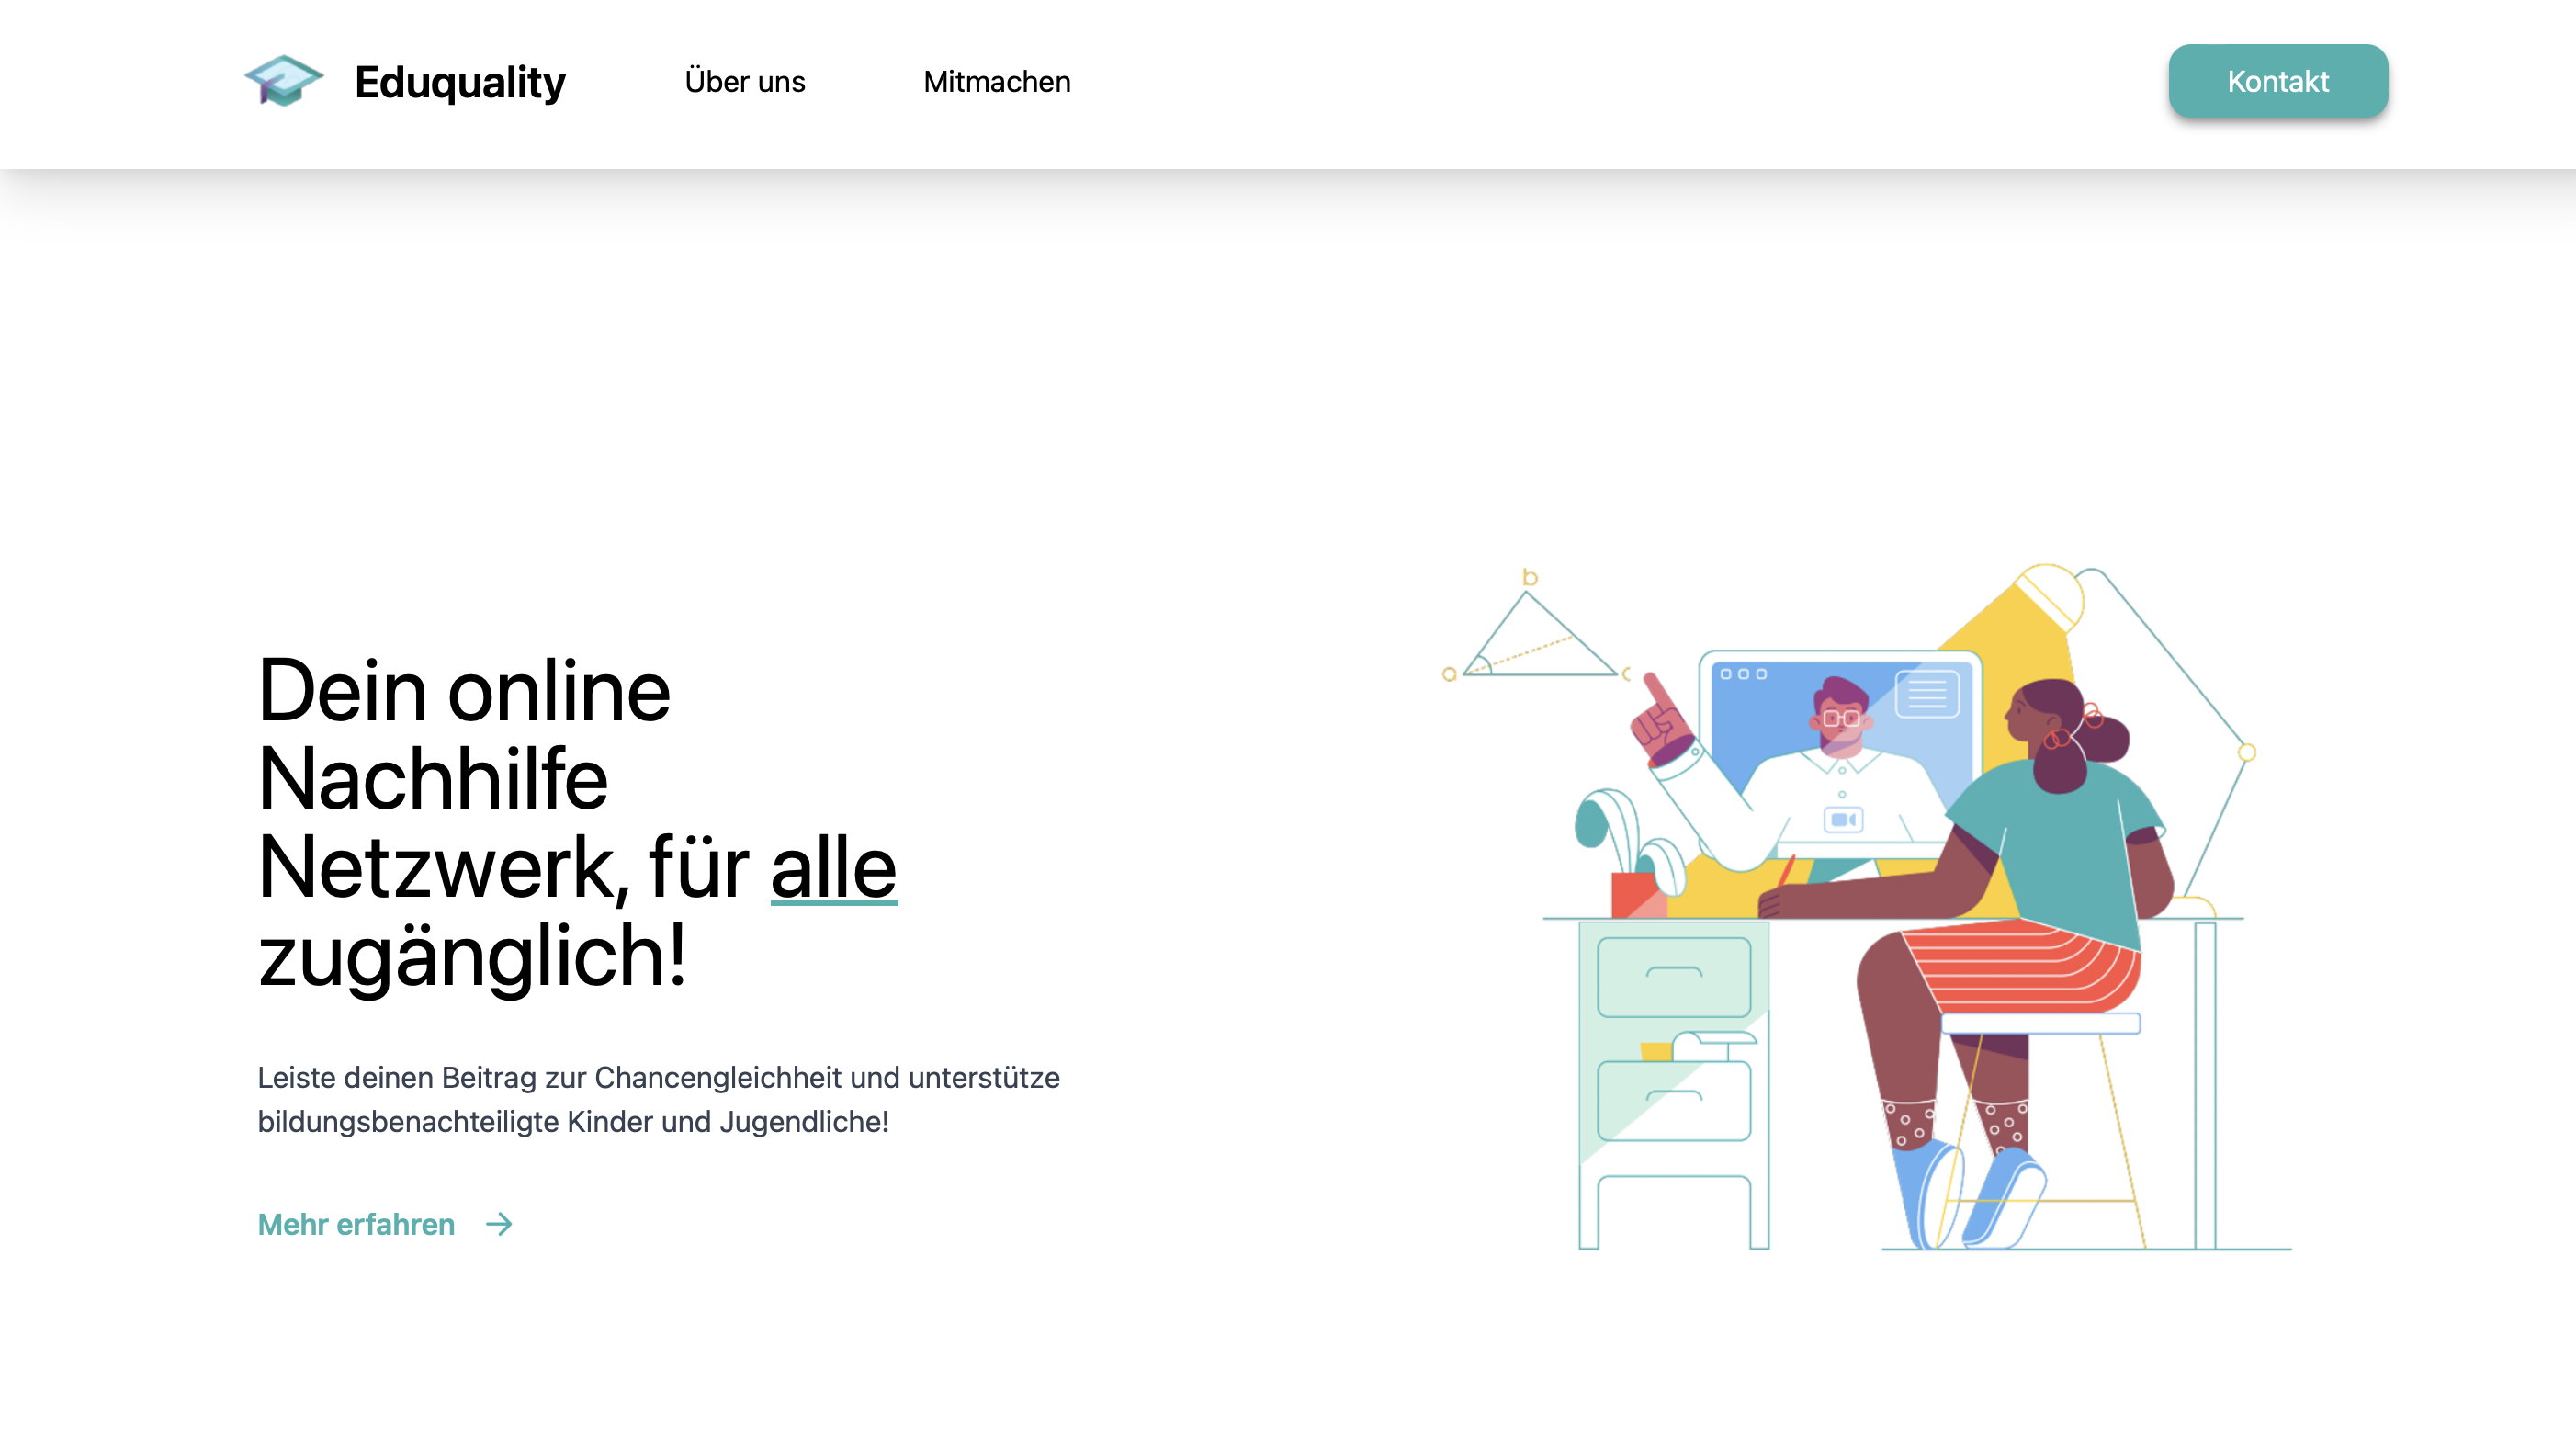 Eduquality
Über uns
Mitmachen
Kontakt
Dein online
Nachhilfe
Netzwerk, für alle
zugänglich!
Leiste deinen Beitrag zur Chancengleichheit und unterstütze
bildungsbenachteiligte Kinder und Jugendliche!
Mehr erfahren →
b
a
c